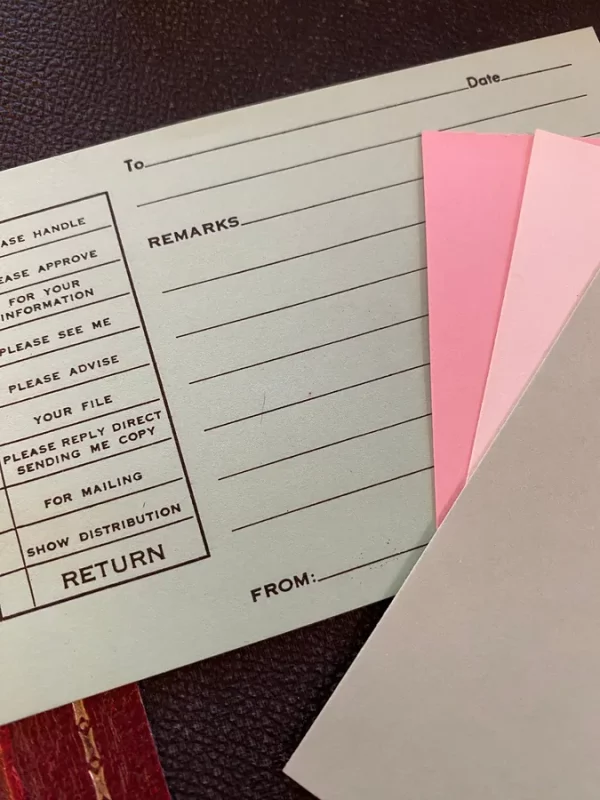 Date
To
REMARKS
ASE HANDLE
EASE APPROVE
FOR YOUR
INFORMATION
PLEASE SEE ME
PLEASE ADVISE
YOUR FILE
PLEASE REPLY DIRECT
SENDING ME COPY
FOR MAILING
SHOW DISTRIBUTION
RETURN
FROM: